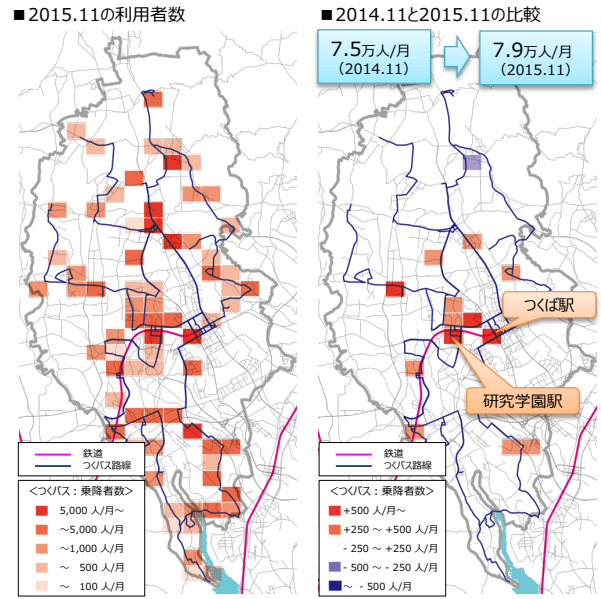 ■2015.11の利用者数
■2014.11と2015.11の比較
7.5万人/月
（2014.11）
7.9万人/月
（2015.11）
つくば駅
研究学園駅
鉄道
つくバス路線
＜つくバス：乗降者数＞
5,000 人/月～
～5,000 人/月
～1,000 人/月
～ 500 人/月
～ 100 人/月
鉄道
つくバス路線
＜つくバス：乗降者数＞
+500 人/月～
+250 ～ +500 人/月
- 250 ～ +250 人/月
- 500 ～ - 250 人/月
～ - 500 人/月